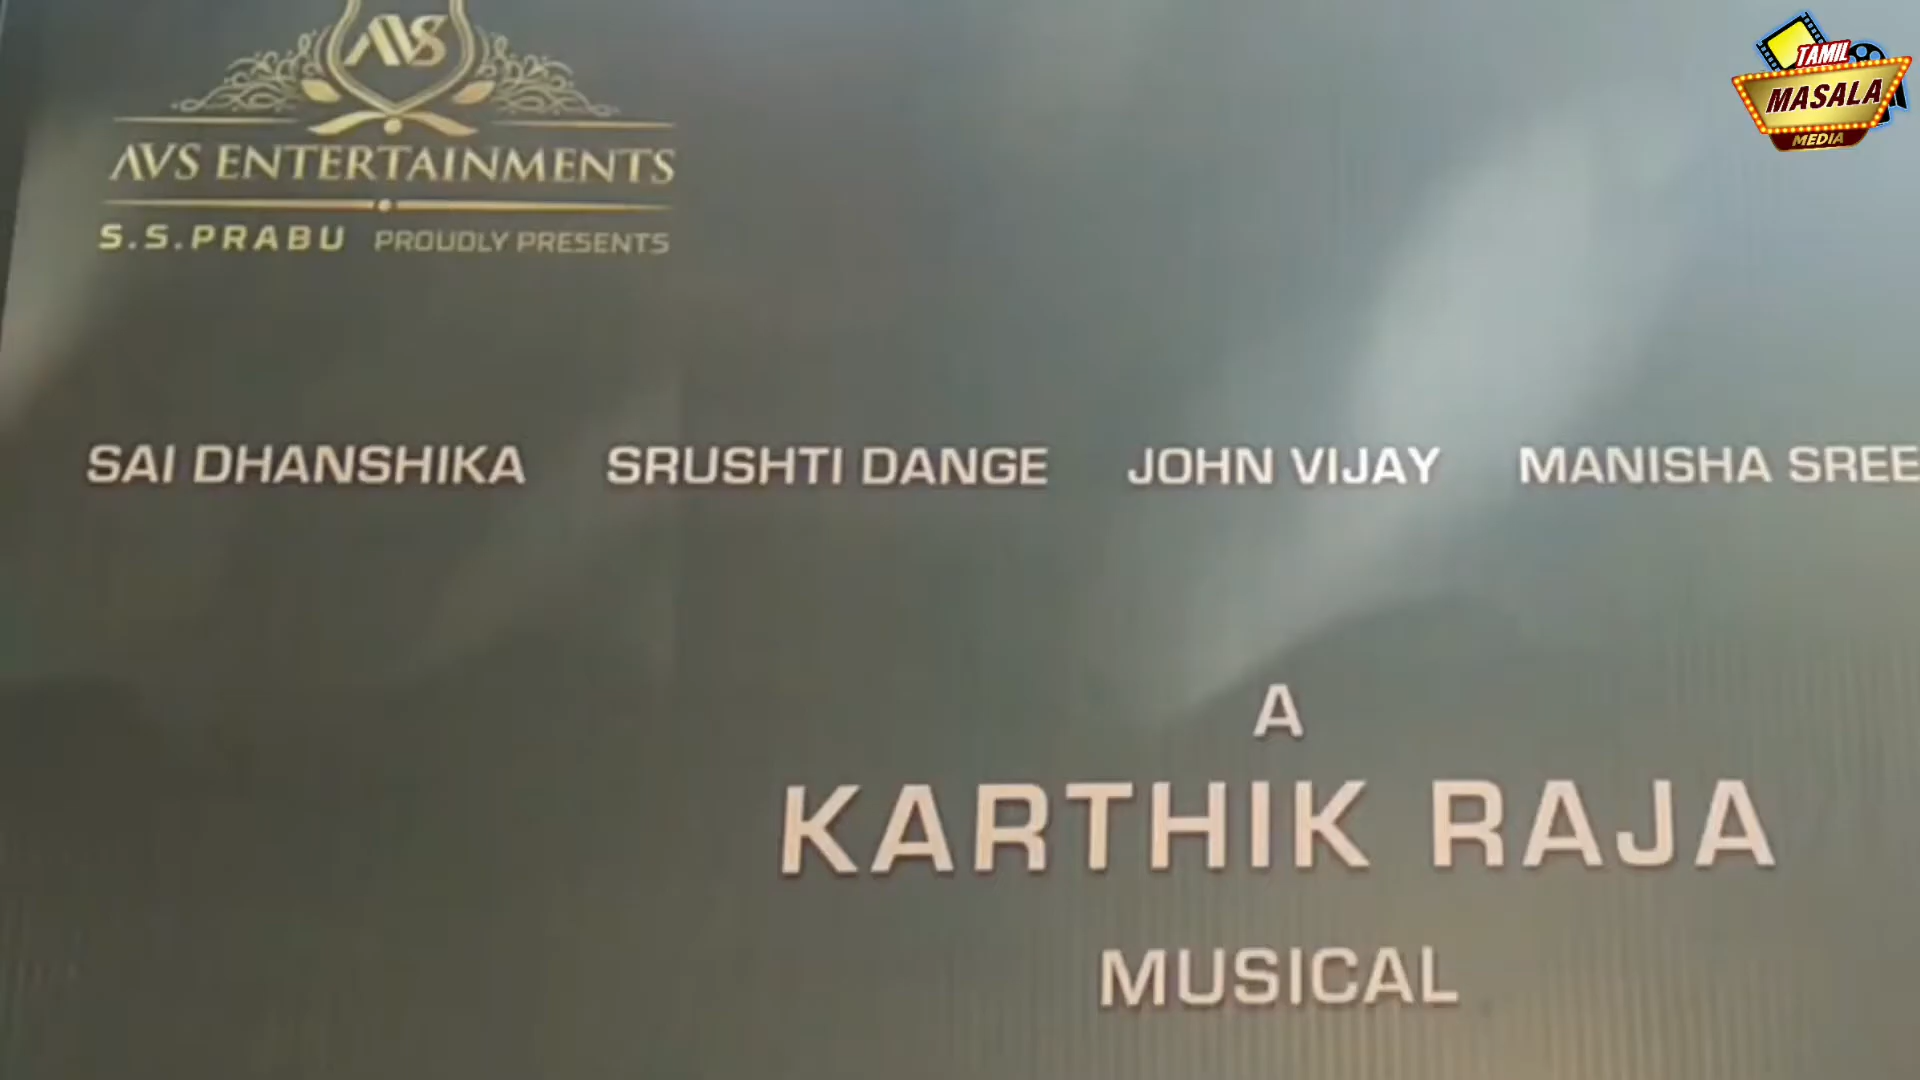 AVS
AVS ENTERTAINMENTS
S.S.PRABU PROUDLY PRESENTS
TAMIL
MASALA
MEDIA
SAI DHANSHIKA SRUSHTI DANGE JOHN VIJAY MANISHA SREE
A
KARTHIK RAJA
MUSICAL